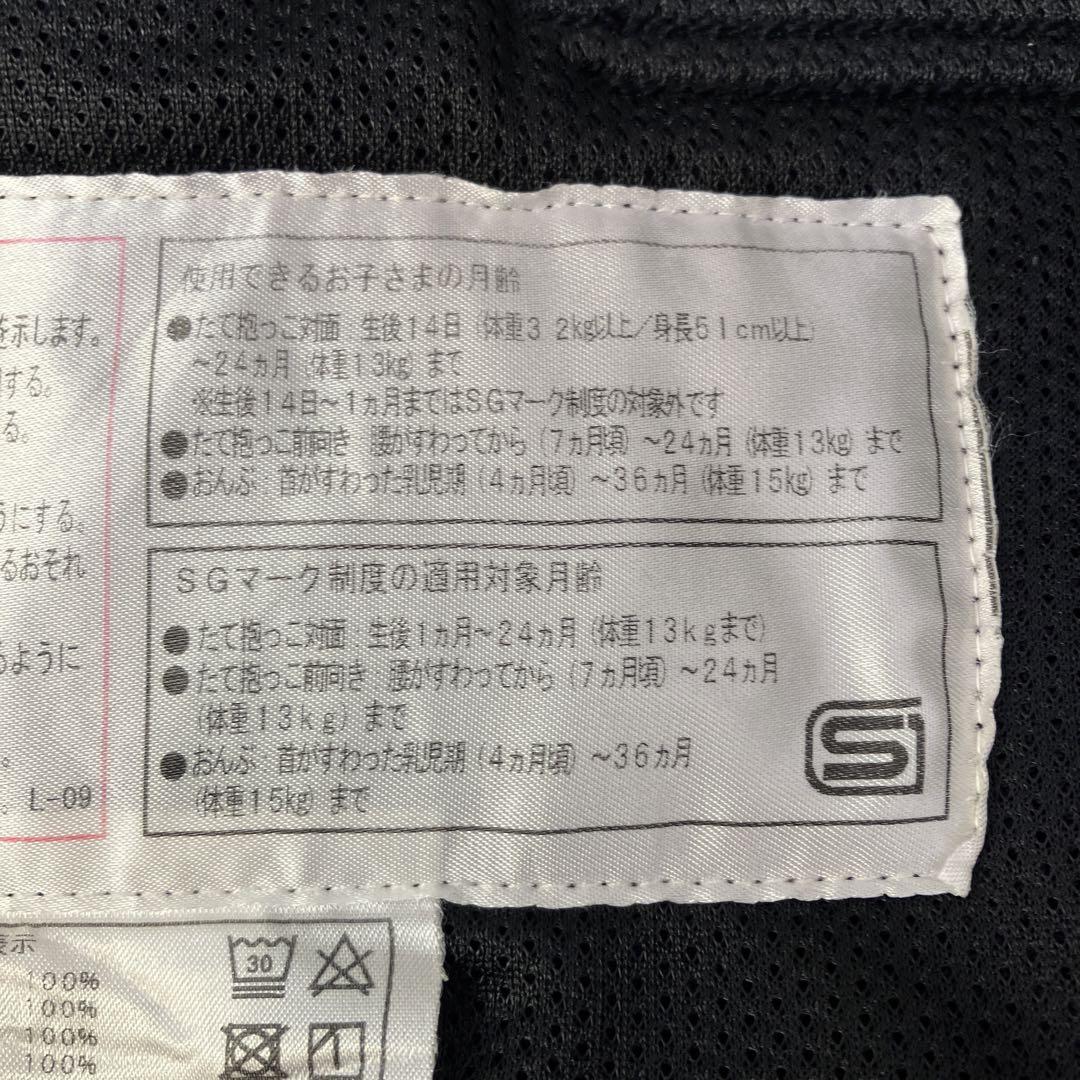 を示します。
する。
る。
うにする。
るおそれ
るように
。
。 L-09
使用できるお子さまの月齢
●たて抱っこ対面:生後14日(体重3.2kg以上/身長51cm以上)
~24ヵ月(体重13kg)まで
※生後14日~1ヵ月まではSGマーク制度の対象外です
●たて抱っこ前向き:腰がすわってから(7ヵ月頃)~24ヵ月(体重13kg)まで
●おんぶ:首がすわった乳児期(4ヵ月頃)~36ヵ月(体重15kg)まで
SGマーク制度の適用対象月齢
●たて抱っこ対面:生後1ヵ月~24ヵ月(体重13kgまで)
●たて抱っこ前向き:腰がすわってから(7ヵ月頃)~24ヵ月
(体重13kg)まで
●おんぶ:首がすわった乳児期(4ヵ月頃)~36ヵ月
(体重15kg)まで
表示
100%
100%
100%
100%
30